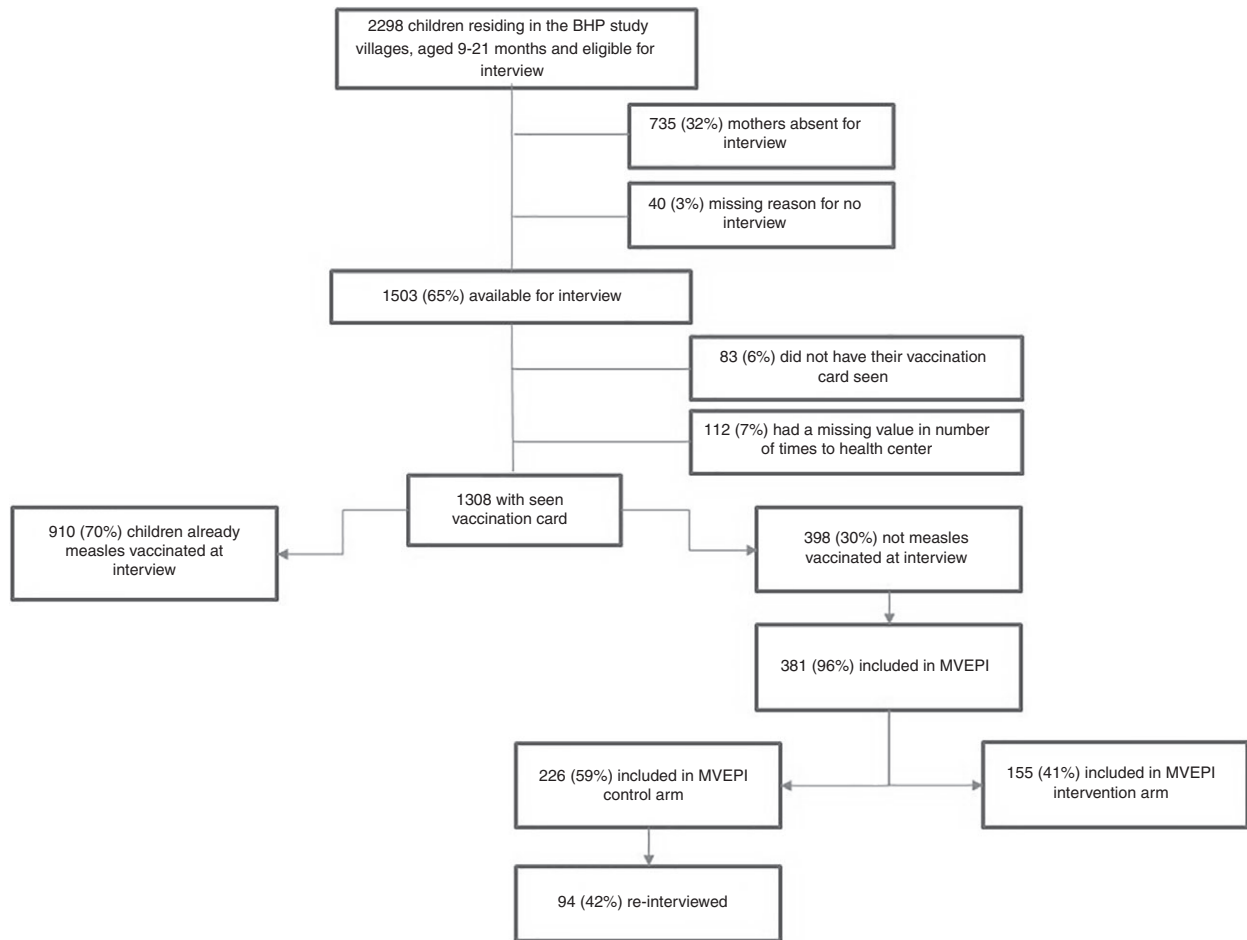 2298 children residing in the BHP study
villages, aged 9-21 months and eligible for
interview
735 (32%) mothers absent for
interview
40 (3%) missing reason for no
interview
1503 (65%) available for interview
83 (6%) did not have their vaccination
card seen
112 (7%) had a missing value in number
of times to health center
1308 with seen
vaccination card
910 (70%) children already
measles vaccinated at
interview
398 (30%) not measles
vaccinated at interview
381 (96%) included in MVEPI
226 (59%) included in MVEPI
control arm
155 (41%) included in MVEPI
intervention arm
94 (42%) re-interviewed